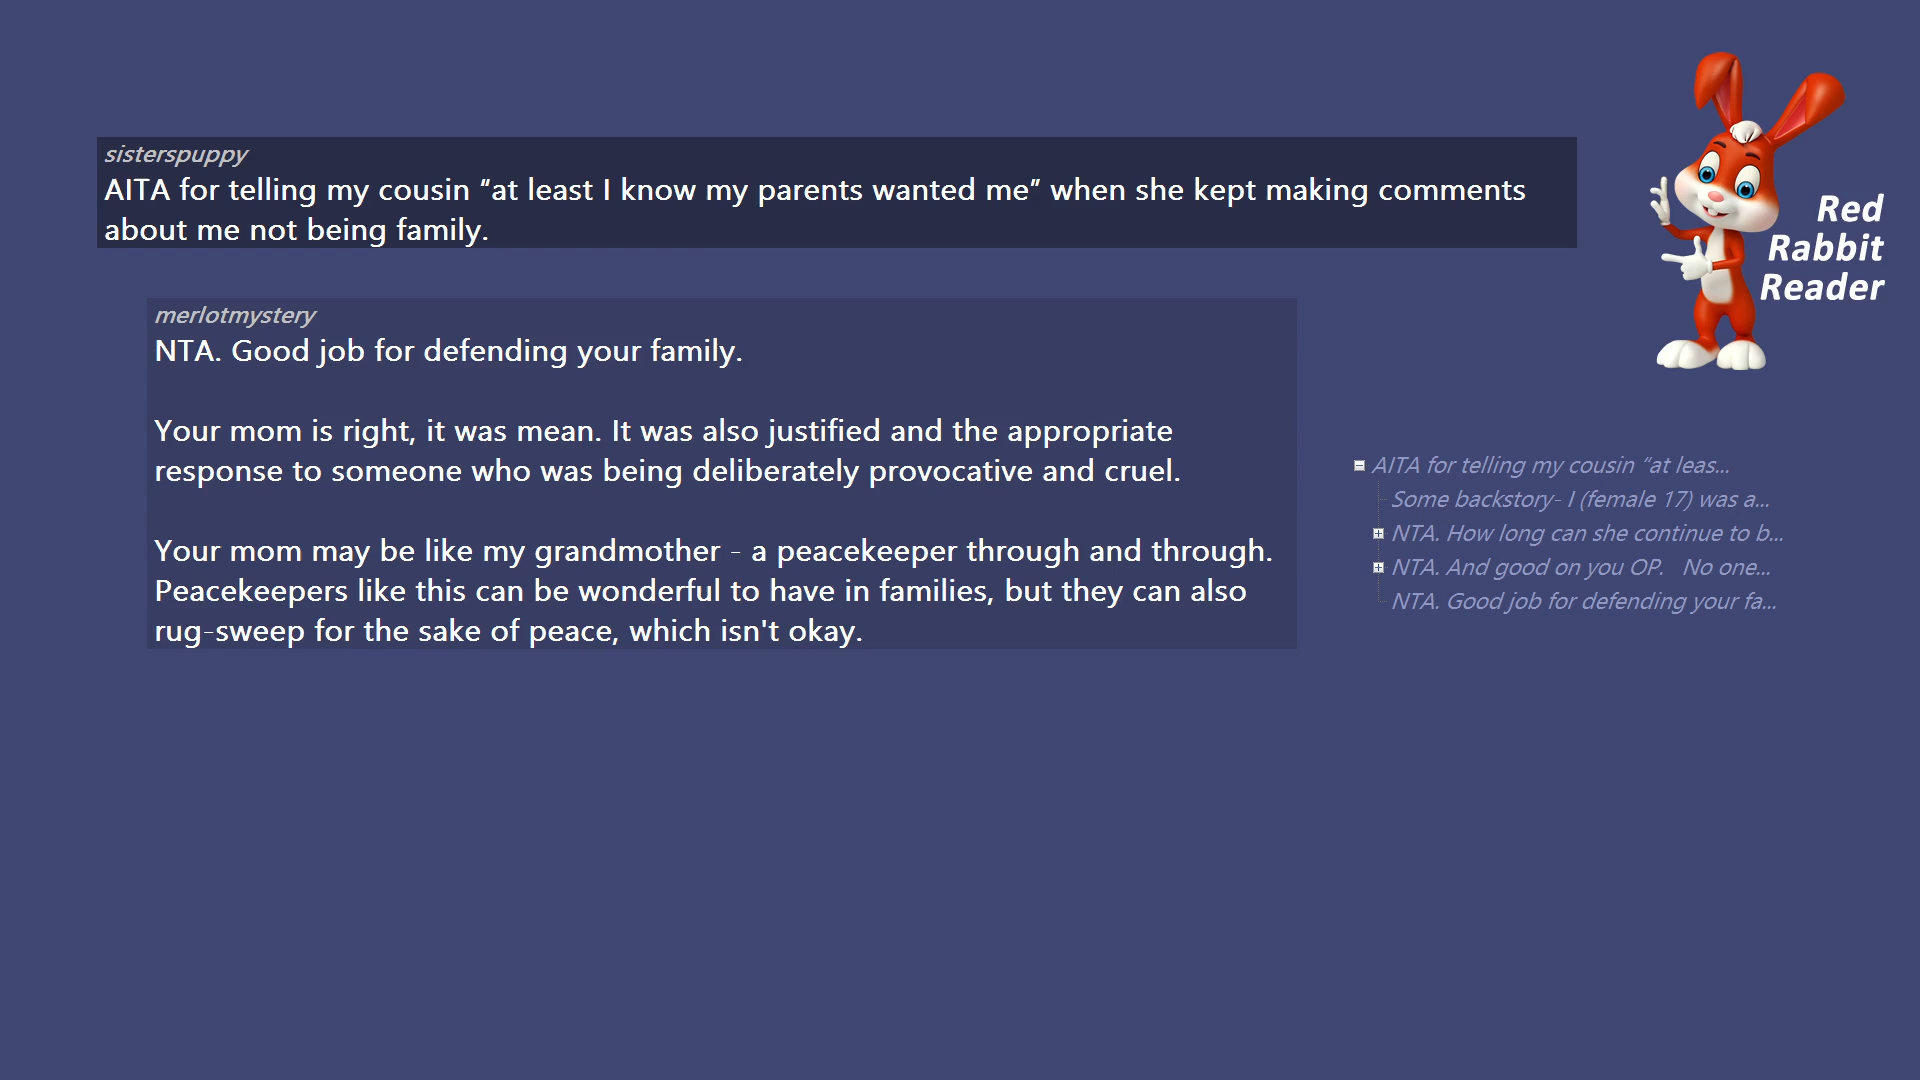 sisterspuppy
AITA for telling my cousin “at least I know my parents wanted me” when she kept making comments
about me not being family.
merlotmystery
NTA. Good job for defending your family.
Your mom is right, it was mean. It was also justified and the appropriate
response to someone who was being deliberately provocative and cruel.
Your mom may be like my grandmother - a peacekeeper through and through.
Peacekeepers like this can be wonderful to have in families, but they can also
rug-sweep for the sake of peace, which isn't okay.
Red
Rabbit
Reader
AITA for telling my cousin “at leas...
Some backstory- I (female 17) was a...
NTA. How long can she continue to b...
NTA. And good on you OP.   No one...
NTA. Good job for defending your fa...